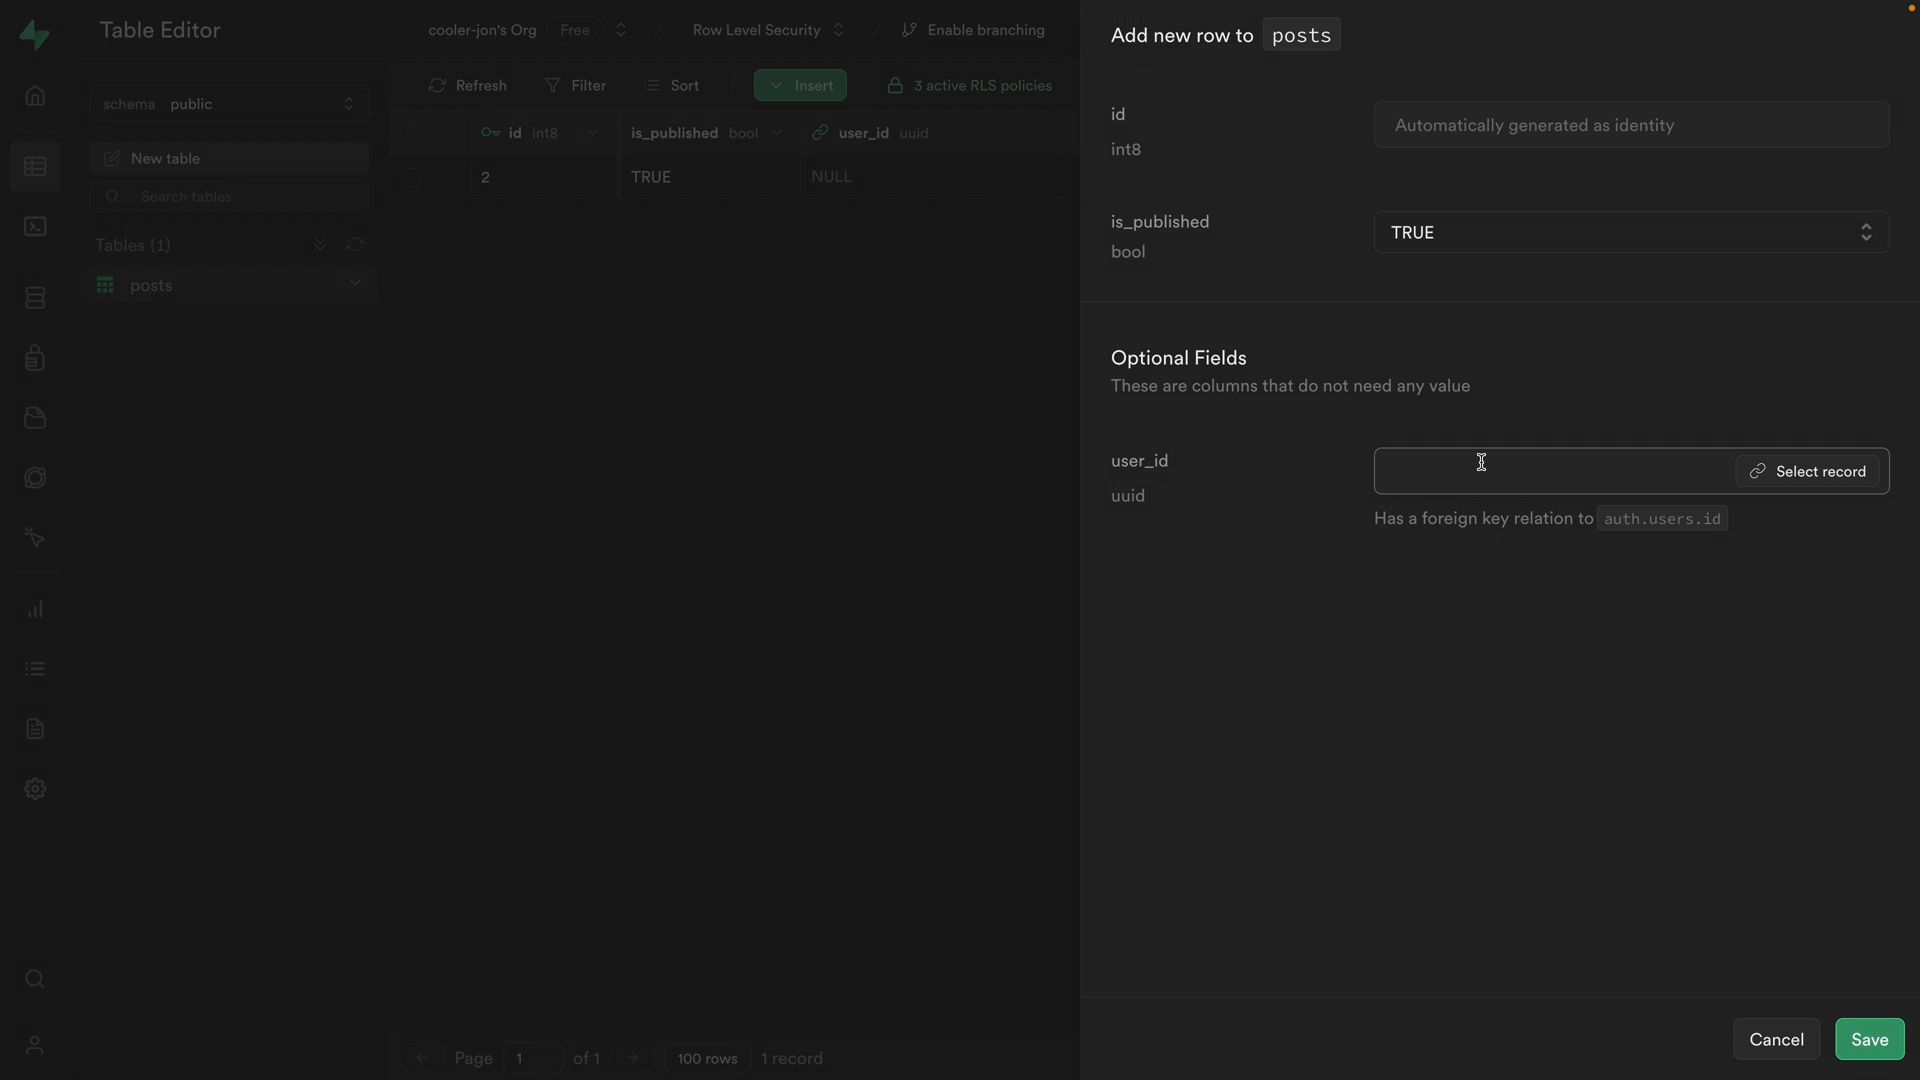 Table Editor
cooler-jon's Org Free / Row Level Security / Enable branching
schema public
New table
Search tables
Tables (1)
posts
Refresh Filter Sort Insert 3 active RLS policies
id int8 is_published bool user_id uuid
2 TRUE NULL
Page 1 of 1 100 rows 1 record
Add new row to posts
id
int8
Automatically generated as identity
is_published
bool
TRUE
Optional Fields
These are columns that do not need any value
user_id
uuid
Select record
Has a foreign key relation to auth.users.id
Cancel Save